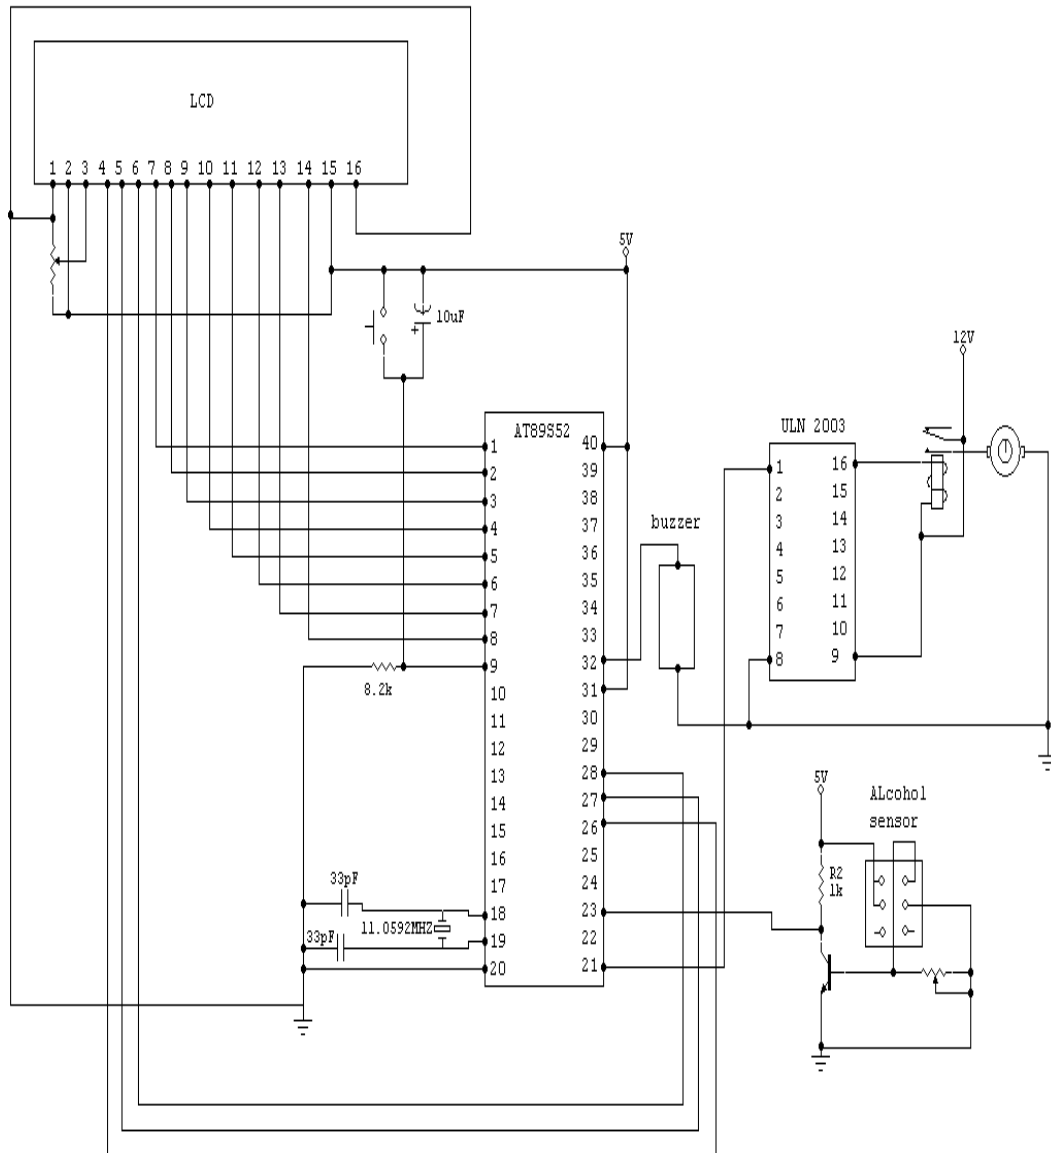 LCD
1 2 3 4 5 6 7 8 9 10 11 12 13 14 15 16
5V
10uF
12V
AT89S52
1 40
2 39
3 38
4 37
5 36
6 35
7 34
8 33
9 32
10 31
11 30
12 29
13 28
14 27
15 26
16 25
17 24
18 23
19 22
20 21
8.2k
33pF
11.0592MHZ
33pF
buzzer
ULN 2003
1 16
2 15
3 14
4 13
5 12
6 11
7 10
8 9
5V
ALcohol
sensor
R2
1k